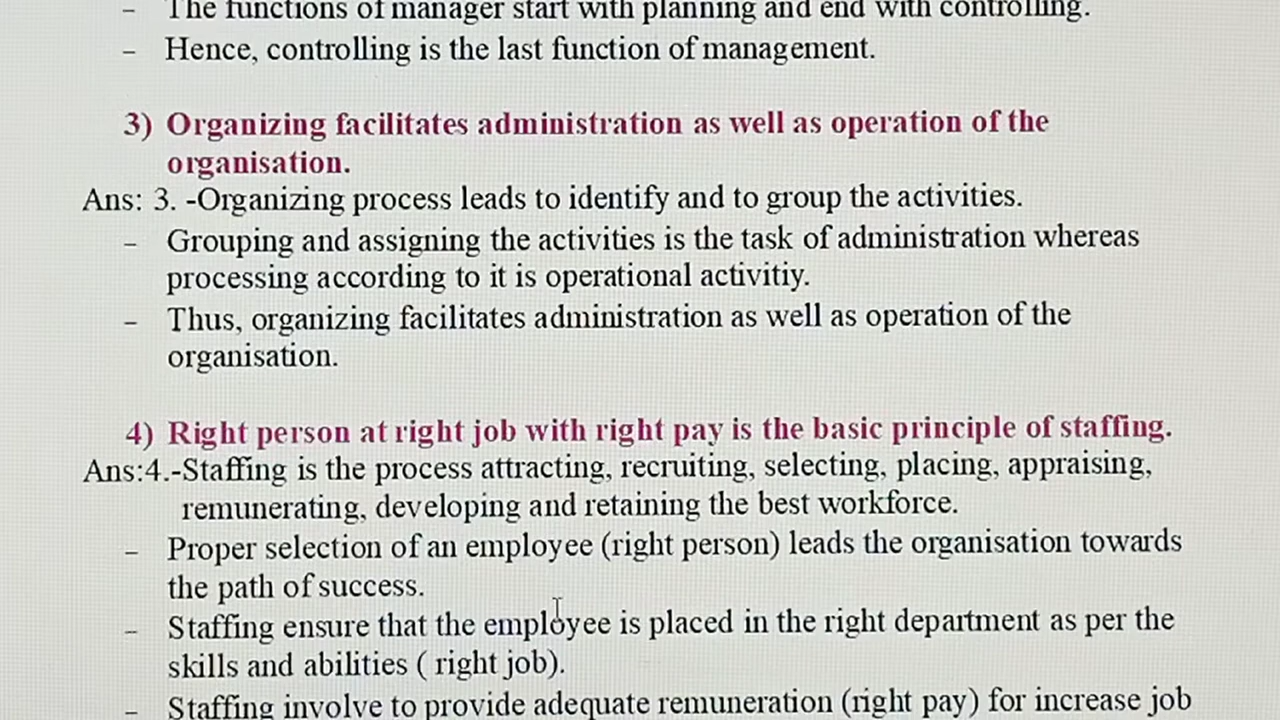 - The functions of manager start with planning and end with controlling.
- Hence, controlling is the last function of management.
3) Organizing facilitates administration as well as operation of the
organisation.
Ans: 3. -Organizing process leads to identify and to group the activities.
- Grouping and assigning the activities is the task of administration whereas
processing according to it is operational activitiy.
- Thus, organizing facilitates administration as well as operation of the
organisation.
4) Right person at right job with right pay is the basic principle of staffing.
Ans:4.-Staffing is the process attracting, recruiting, selecting, placing, appraising,
remunerating, developing and retaining the best workforce.
- Proper selection of an employee (right person) leads the organisation towards
the path of success.
- Staffing ensure that the employee is placed in the right department as per the
skills and abilities ( right job).
- Staffing involve to provide adequate remuneration (right pay) for increase job